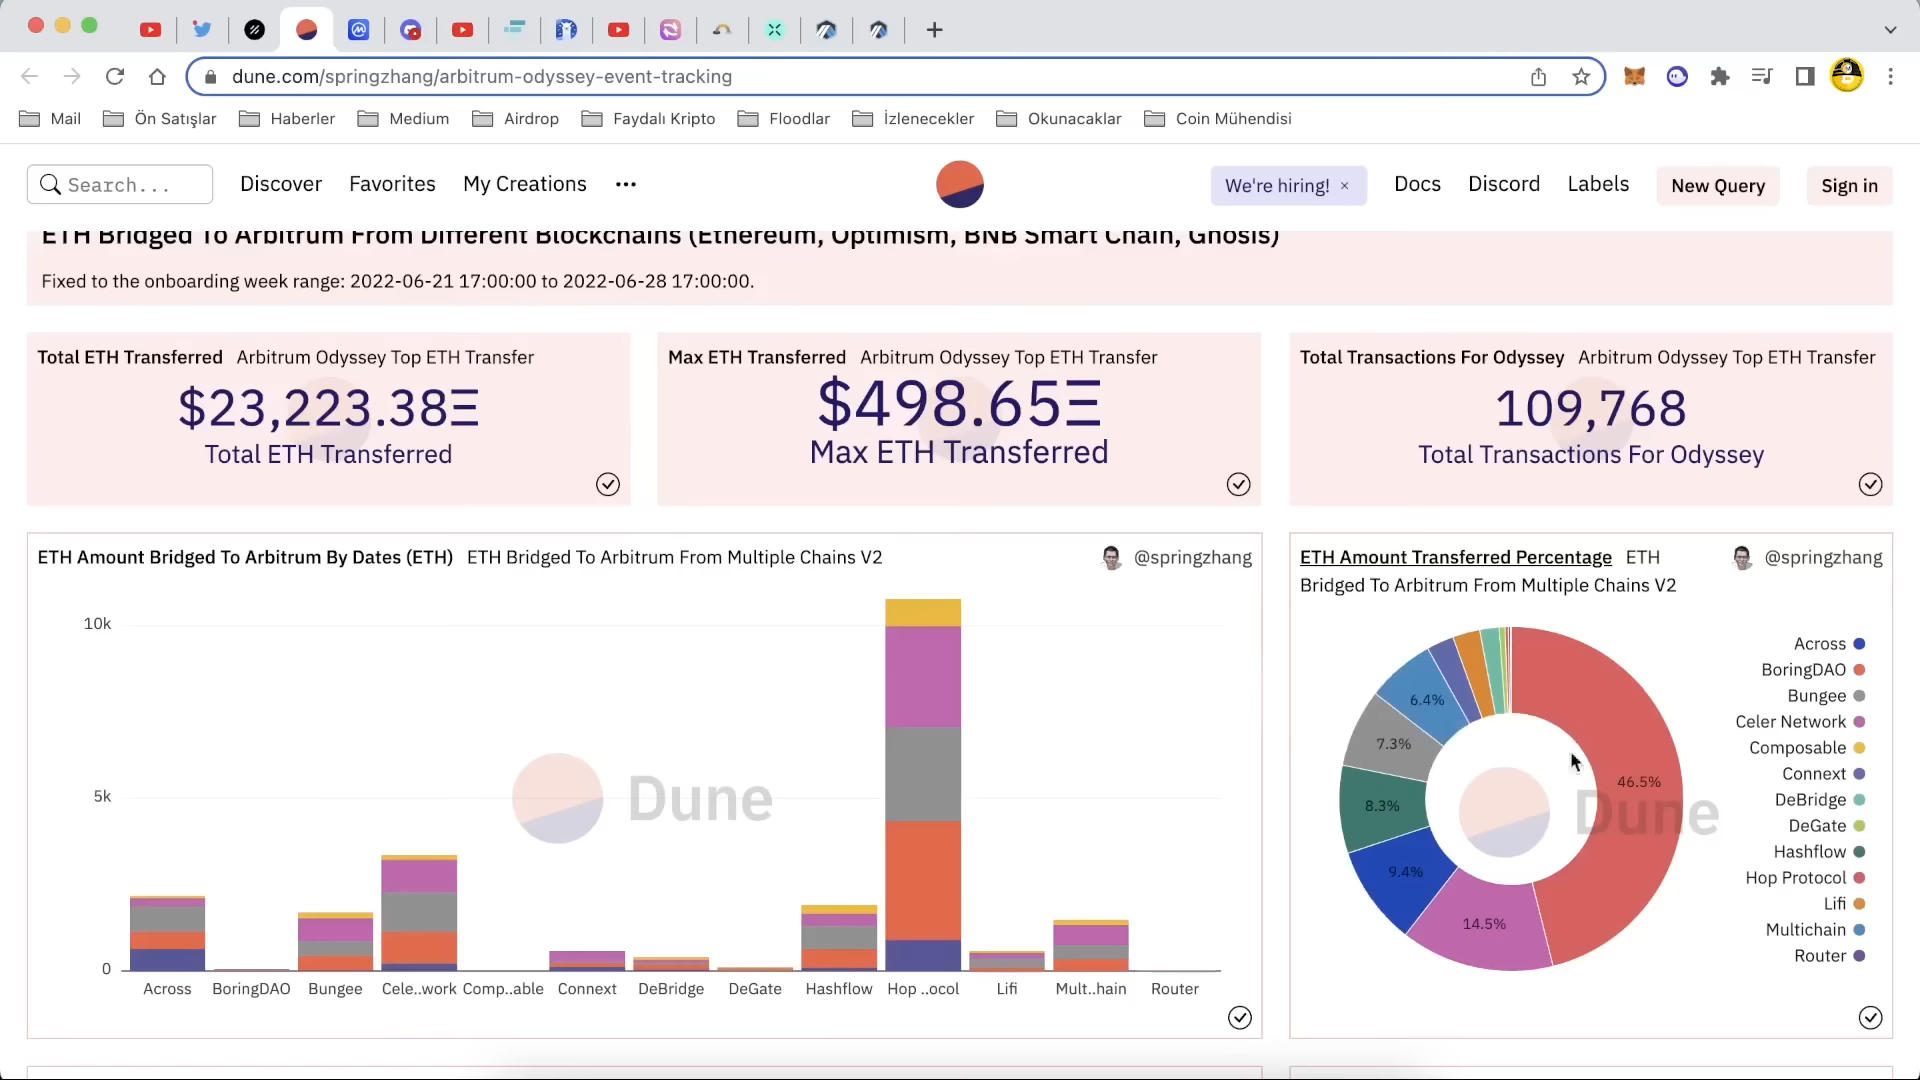 dune.com/springzhang/arbitrum-odyssey-event-tracking
Mail Ön Satışlar Haberler Medium Airdrop Faydalı Kripto Floodlar İzlenecekler Okunacaklar Coin Mühendisi
Search... Discover Favorites My Creations ••• We're hiring! × Docs Discord Labels New Query Sign in
ETH Bridged To Arbitrum From Different Blockchains (Ethereum, Optimism, BNB Smart Chain, Gnosis)
Fixed to the onboarding week range: 2022-06-21 17:00:00 to 2022-06-28 17:00:00.
Total ETH Transferred Arbitrum Odyssey Top ETH Transfer
$23,223.38Ξ
Total ETH Transferred
Max ETH Transferred Arbitrum Odyssey Top ETH Transfer
$498.65Ξ
Max ETH Transferred
Total Transactions For Odyssey Arbitrum Odyssey Top ETH Transfer
109,768
Total Transactions For Odyssey
ETH Amount Bridged To Arbitrum By Dates (ETH) ETH Bridged To Arbitrum From Multiple Chains V2 @springzhang
10k
5k
0
Dune
Across BoringDAO Bungee Cele..work Comp..able Connext DeBridge DeGate Hashflow Hop ..ocol Lifi Mult..hain Router
ETH Amount Transferred Percentage ETH @springzhang
Bridged To Arbitrum From Multiple Chains V2
46.5%
14.5%
9.4%
8.3%
7.3%
6.4%
Dune
Across
BoringDAO
Bungee
Celer Network
Composable
Connext
DeBridge
DeGate
Hashflow
Hop Protocol
Lifi
Multichain
Router